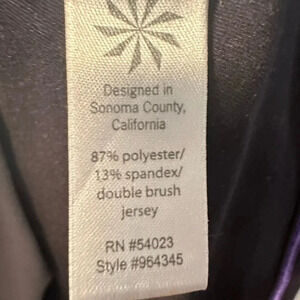 Designed in
Sonoma County,
California
87% polyester/
13% spandex/
double brush
jersey
RN #54023
Style #964345